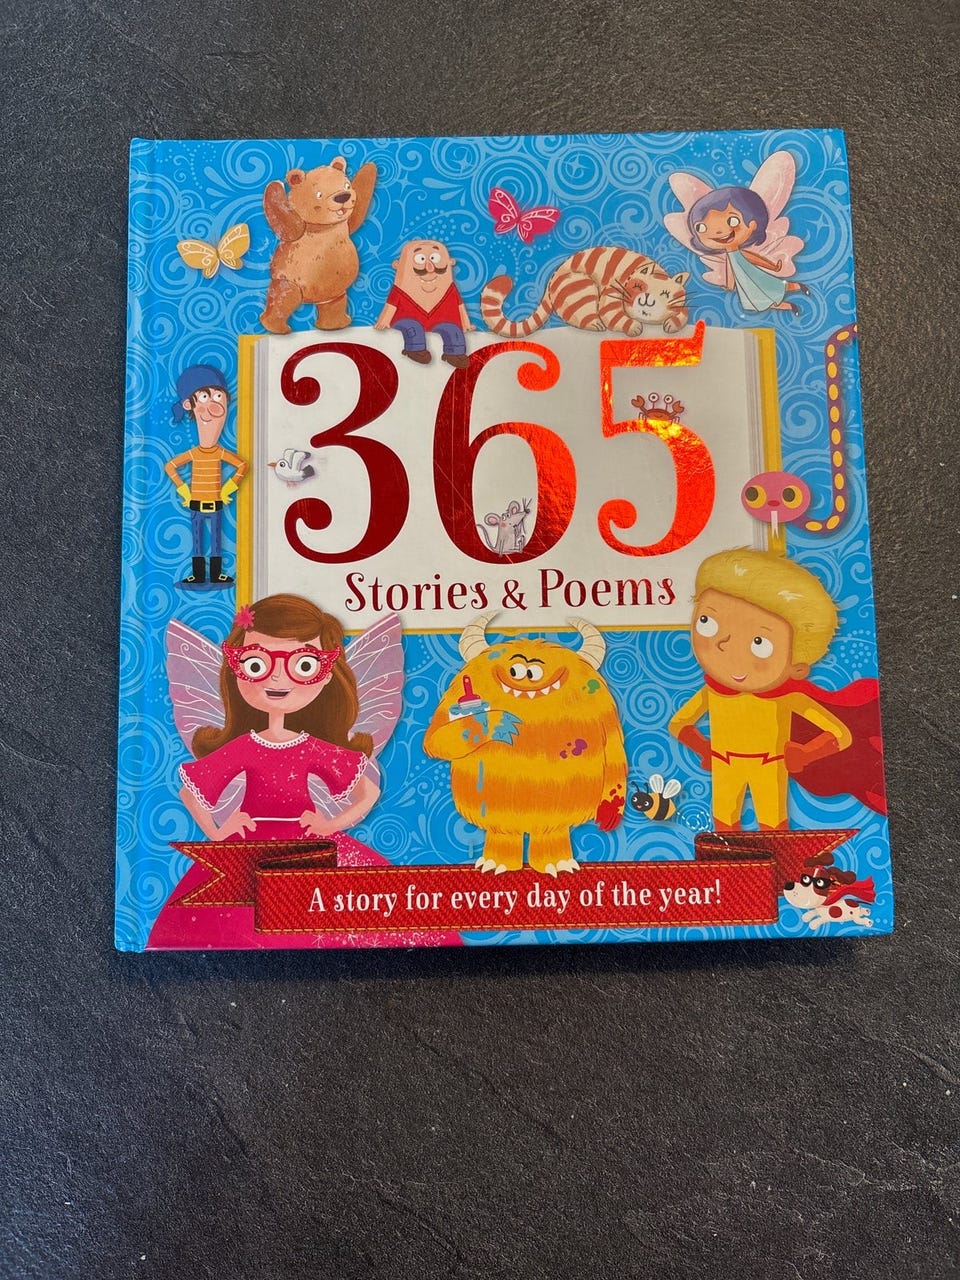 365
Stories & Poems
A story for every day of the year!